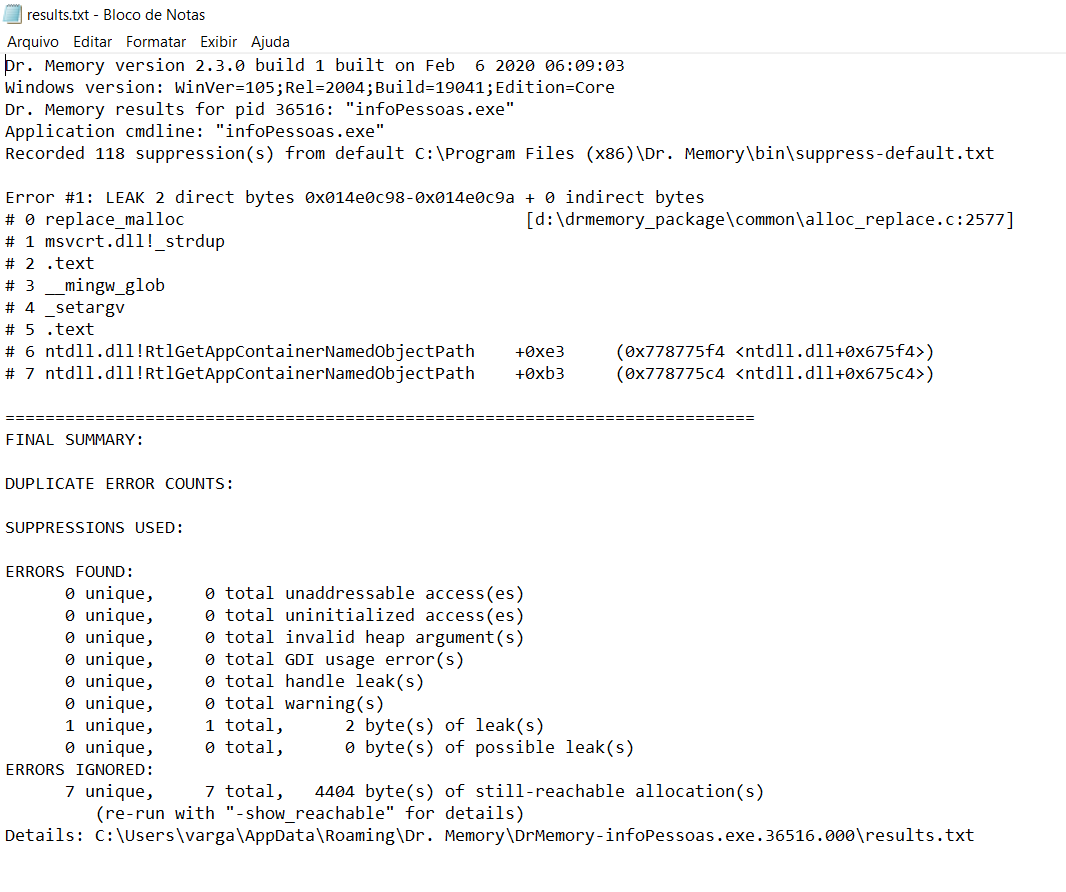 results.txt - Bloco de Notas
Arquivo Editar Formatar Exibir Ajuda
Dr. Memory version 2.3.0 build 1 built on Feb  6 2020 06:09:03
Windows version: WinVer=105;Rel=2004;Build=19041;Edition=Core
Dr. Memory results for pid 36516: "infoPessoas.exe"
Application cmdline: "infoPessoas.exe"
Recorded 118 suppression(s) from default C:\Program Files (x86)\Dr. Memory\bin\suppress-default.txt

Error #1: LEAK 2 direct bytes 0x014e0c98-0x014e0c9a + 0 indirect bytes
# 0 replace_malloc                                  [d:\drmemory_package\common\alloc_replace.c:2577]
# 1 msvcrt.dll!_strdup
# 2 .text
# 3 __mingw_glob
# 4 _setargv
# 5 .text
# 6 ntdll.dll!RtlGetAppContainerNamedObjectPath    +0xe3     (0x778775f4 <ntdll.dll+0x675f4>)
# 7 ntdll.dll!RtlGetAppContainerNamedObjectPath    +0xb3     (0x778775c4 <ntdll.dll+0x675c4>)

===========================================================================
FINAL SUMMARY:

DUPLICATE ERROR COUNTS:

SUPPRESSIONS USED:

ERRORS FOUND:
      0 unique,     0 total unaddressable access(es)
      0 unique,     0 total uninitialized access(es)
      0 unique,     0 total invalid heap argument(s)
      0 unique,     0 total GDI usage error(s)
      0 unique,     0 total handle leak(s)
      0 unique,     0 total warning(s)
      1 unique,     1 total,      2 byte(s) of leak(s)
      0 unique,     0 total,      0 byte(s) of possible leak(s)
ERRORS IGNORED:
      7 unique,     7 total,   4404 byte(s) of still-reachable allocation(s)
         (re-run with "-show_reachable" for details)
Details: C:\Users\varga\AppData\Roaming\Dr. Memory\DrMemory-infoPessoas.exe.36516.000\results.txt